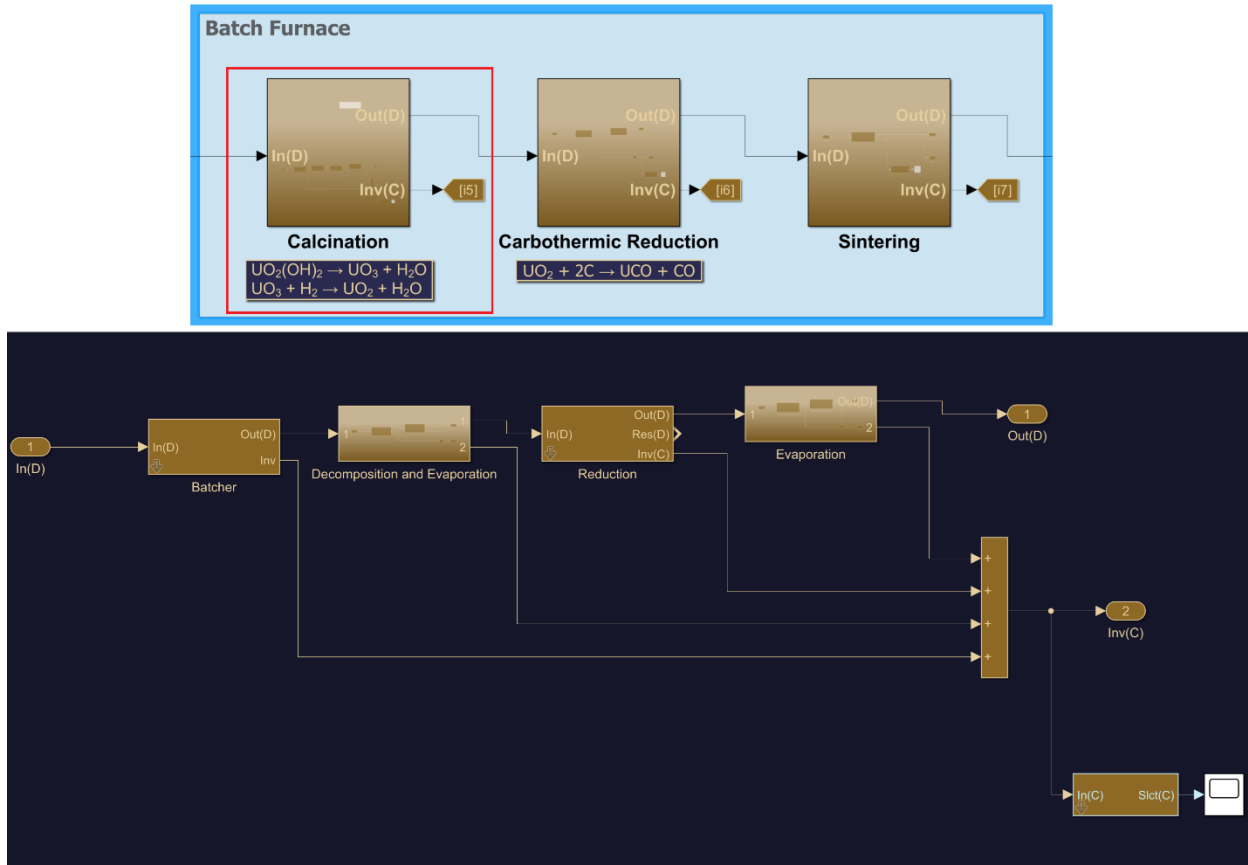 Batch Furnace
In(D)
Out(D)
Inv(C)
[i5]
Calcination
UO₂(OH)₂ → UO₃ + H₂O
UO₃ + H₂ → UO₂ + H₂O
In(D)
Out(D)
Inv(C)
[i6]
Carbothermic Reduction
UO₂ + 2C → UCO + CO
In(D)
Out(D)
Inv(C)
[i7]
Sintering
1
In(D)
In(D)
Out(D)
Inv
Batcher
1
1
2
Decomposition and Evaporation
In(D)
Out(D)
Res(D)
Inv(C)
Reduction
1
Out(D)
2
Evaporation
1
Out(D)
+
+
+
+
2
Inv(C)
In(C)
Slct(C)